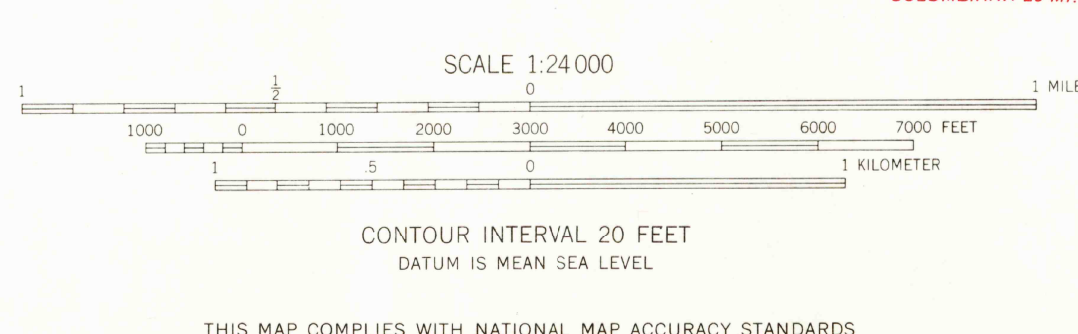 SCALE 1:24 000
1 1/2 0 1 MILE
1000 0 1000 2000 3000 4000 5000 6000 7000 FEET
1 .5 0 1 KILOMETER
CONTOUR INTERVAL 20 FEET
DATUM IS MEAN SEA LEVEL
THIS MAP COMPLIES WITH NATIONAL MAP ACCURACY STANDARDS